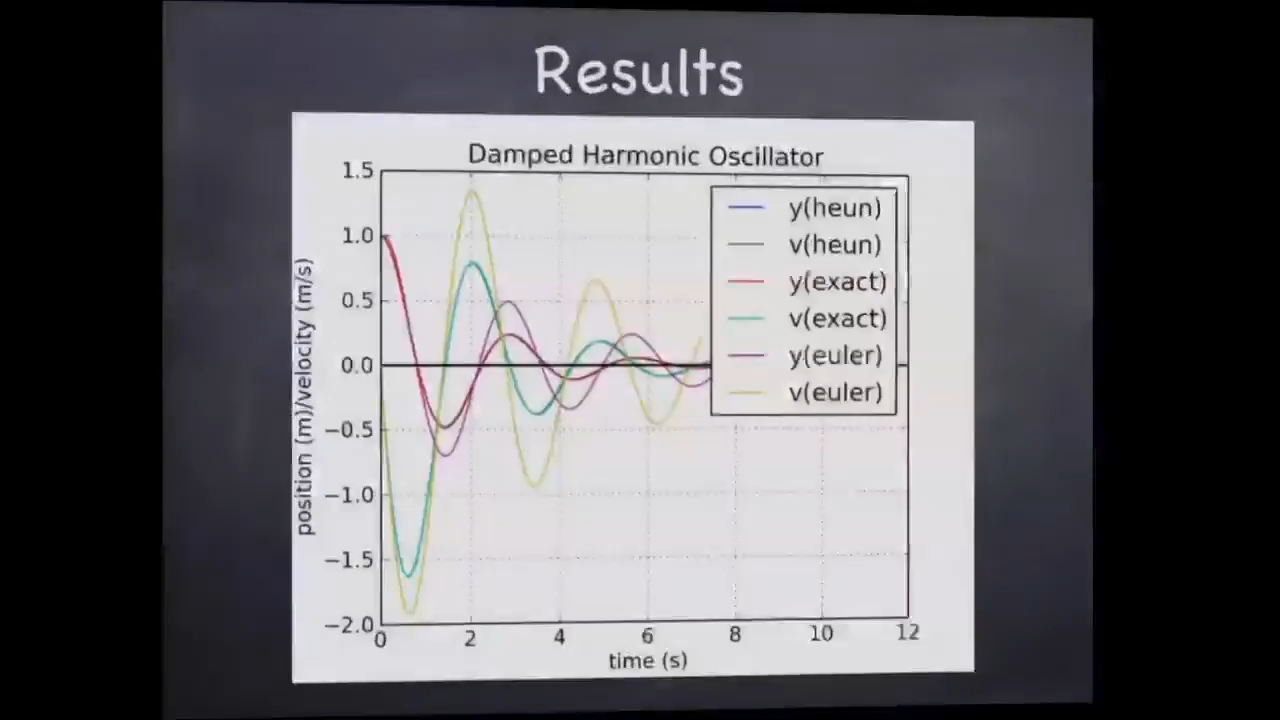 Results
Damped Harmonic Oscillator
1.5
1.0
0.5
0.0
−0.5
−1.0
−1.5
−2.0
position (m)/velocity (m/s)
y(heun)
v(heun)
y(exact)
v(exact)
y(euler)
v(euler)
0 2 4 6 8 10 12
time (s)